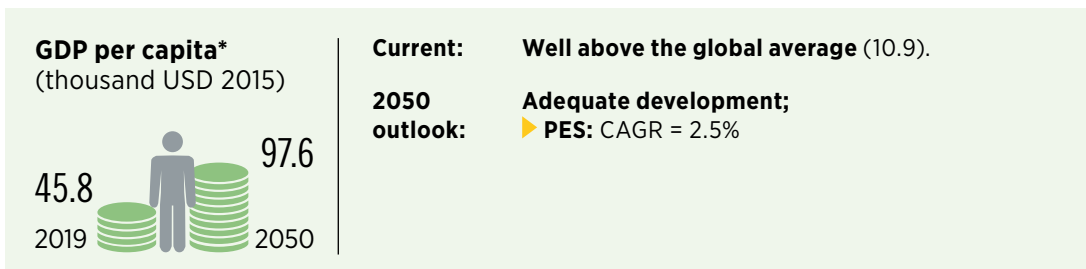 GDP per capita*
(thousand USD 2015)
45.8
2019
97.6
2050
Current: Well above the global average (10.9).
2050 Adequate development;
outlook: PES: CAGR = 2.5%